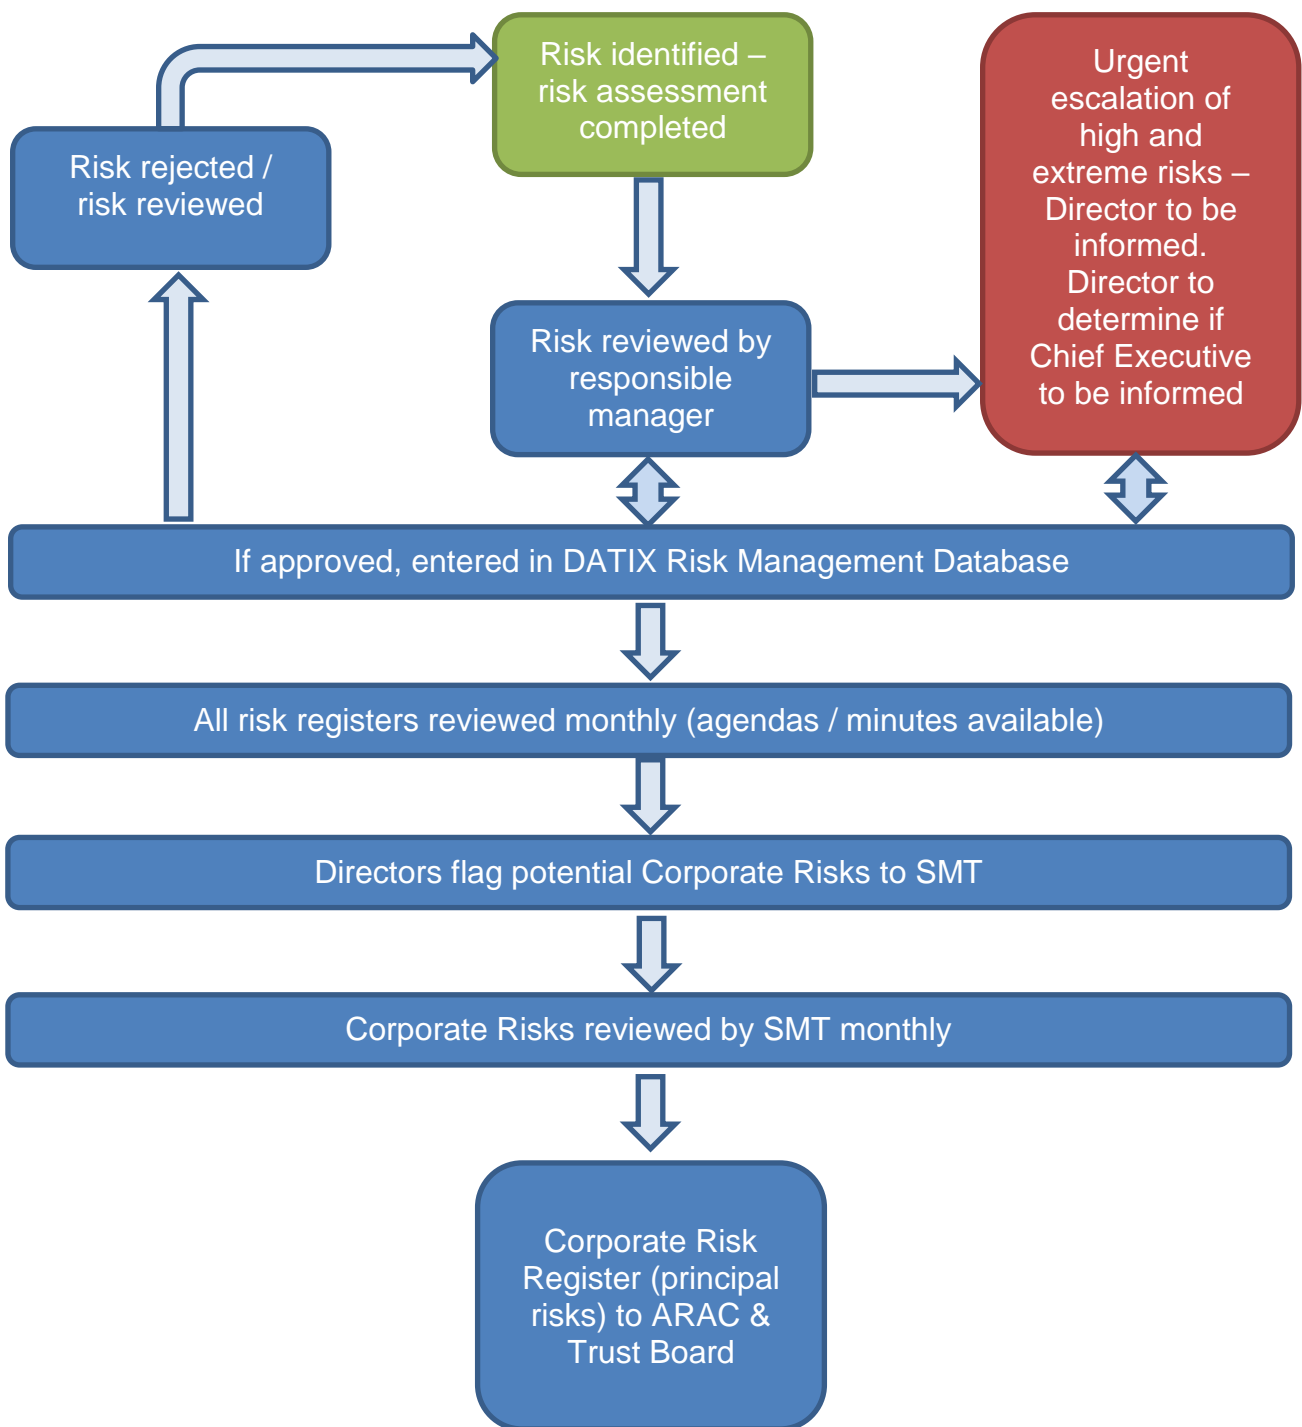 Risk identified –
risk assessment
completed
Urgent
escalation of
high and
extreme risks –
Director to be
informed.
Director to
determine if
Chief Executive
to be informed
Risk rejected /
risk reviewed
Risk reviewed by
responsible
manager
If approved, entered in DATIX Risk Management Database
All risk registers reviewed monthly (agendas / minutes available)
Directors flag potential Corporate Risks to SMT
Corporate Risks reviewed by SMT monthly
Corporate Risk
Register (principal
risks) to ARAC &
Trust Board